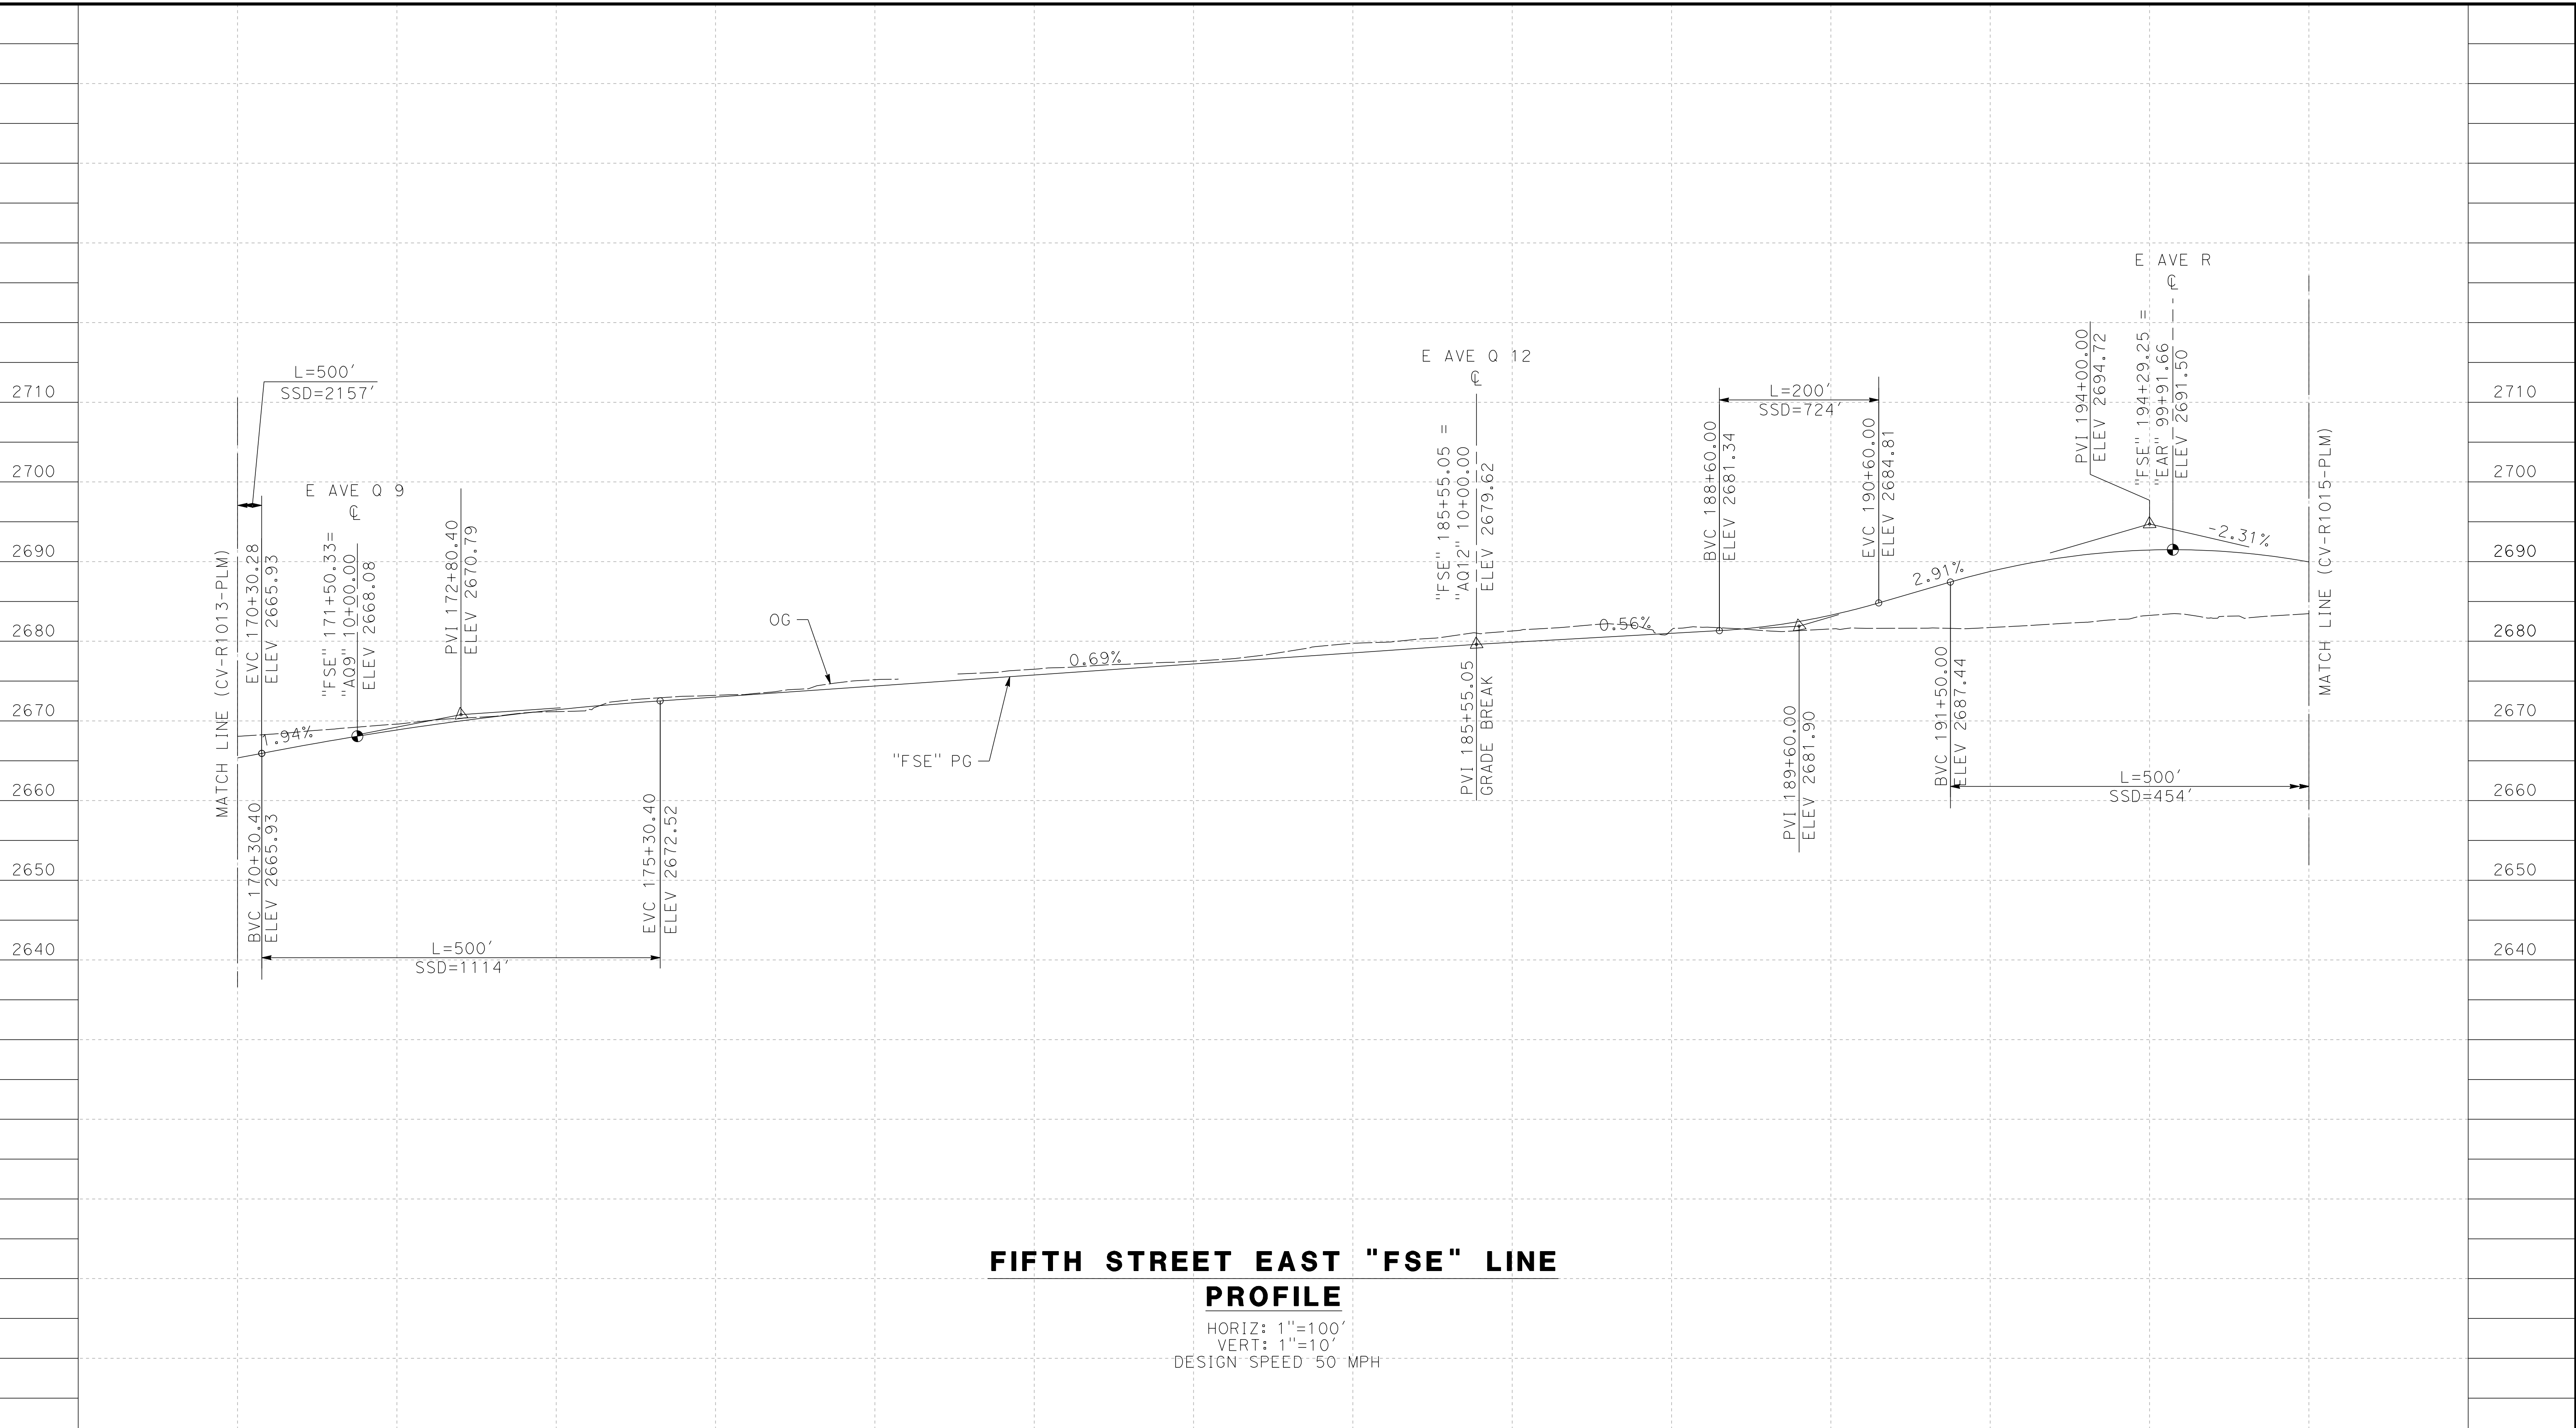 2710
2700
2690
2680
2670
2660
2650
2640
MATCH LINE (CV-R1013-PLM)
L=500'
SSD=2157'
EVC 170+30.28
ELEV 2665.93
E AVE Q 9
℄
"FSE" 171+50.33=
"AQ9" 10+00.00
ELEV 2668.08
PVI 172+80.40
ELEV 2670.79
1.94%
BVC 170+30.40
ELEV 2665.93
L=500'
SSD=1114'
EVC 175+30.40
ELEV 2672.52
OG
"FSE" PG
0.69%
E AVE Q 12
℄
"FSE" 185+55.05 =
"AQ12" 10+00.00
ELEV 2679.62
PVI 185+55.05
GRADE BREAK
0.56%
L=200'
SSD=724'
BVC 188+60.00
ELEV 2681.34
PVI 189+60.00
ELEV 2681.90
EVC 190+60.00
ELEV 2684.81
2.91%
BVC 191+50.00
ELEV 2687.44
L=500'
SSD=454'
PVI 194+00.00
ELEV 2694.72
E AVE R
℄
"FSE" 194+29.25 =
"EAR" 99+91.66
ELEV 2691.50
-2.31%
MATCH LINE (CV-R1015-PLM)
2710
2700
2690
2680
2670
2660
2650
2640
FIFTH STREET EAST "FSE" LINE
PROFILE
HORIZ: 1"=100'
VERT: 1"=10'
DESIGN SPEED 50 MPH